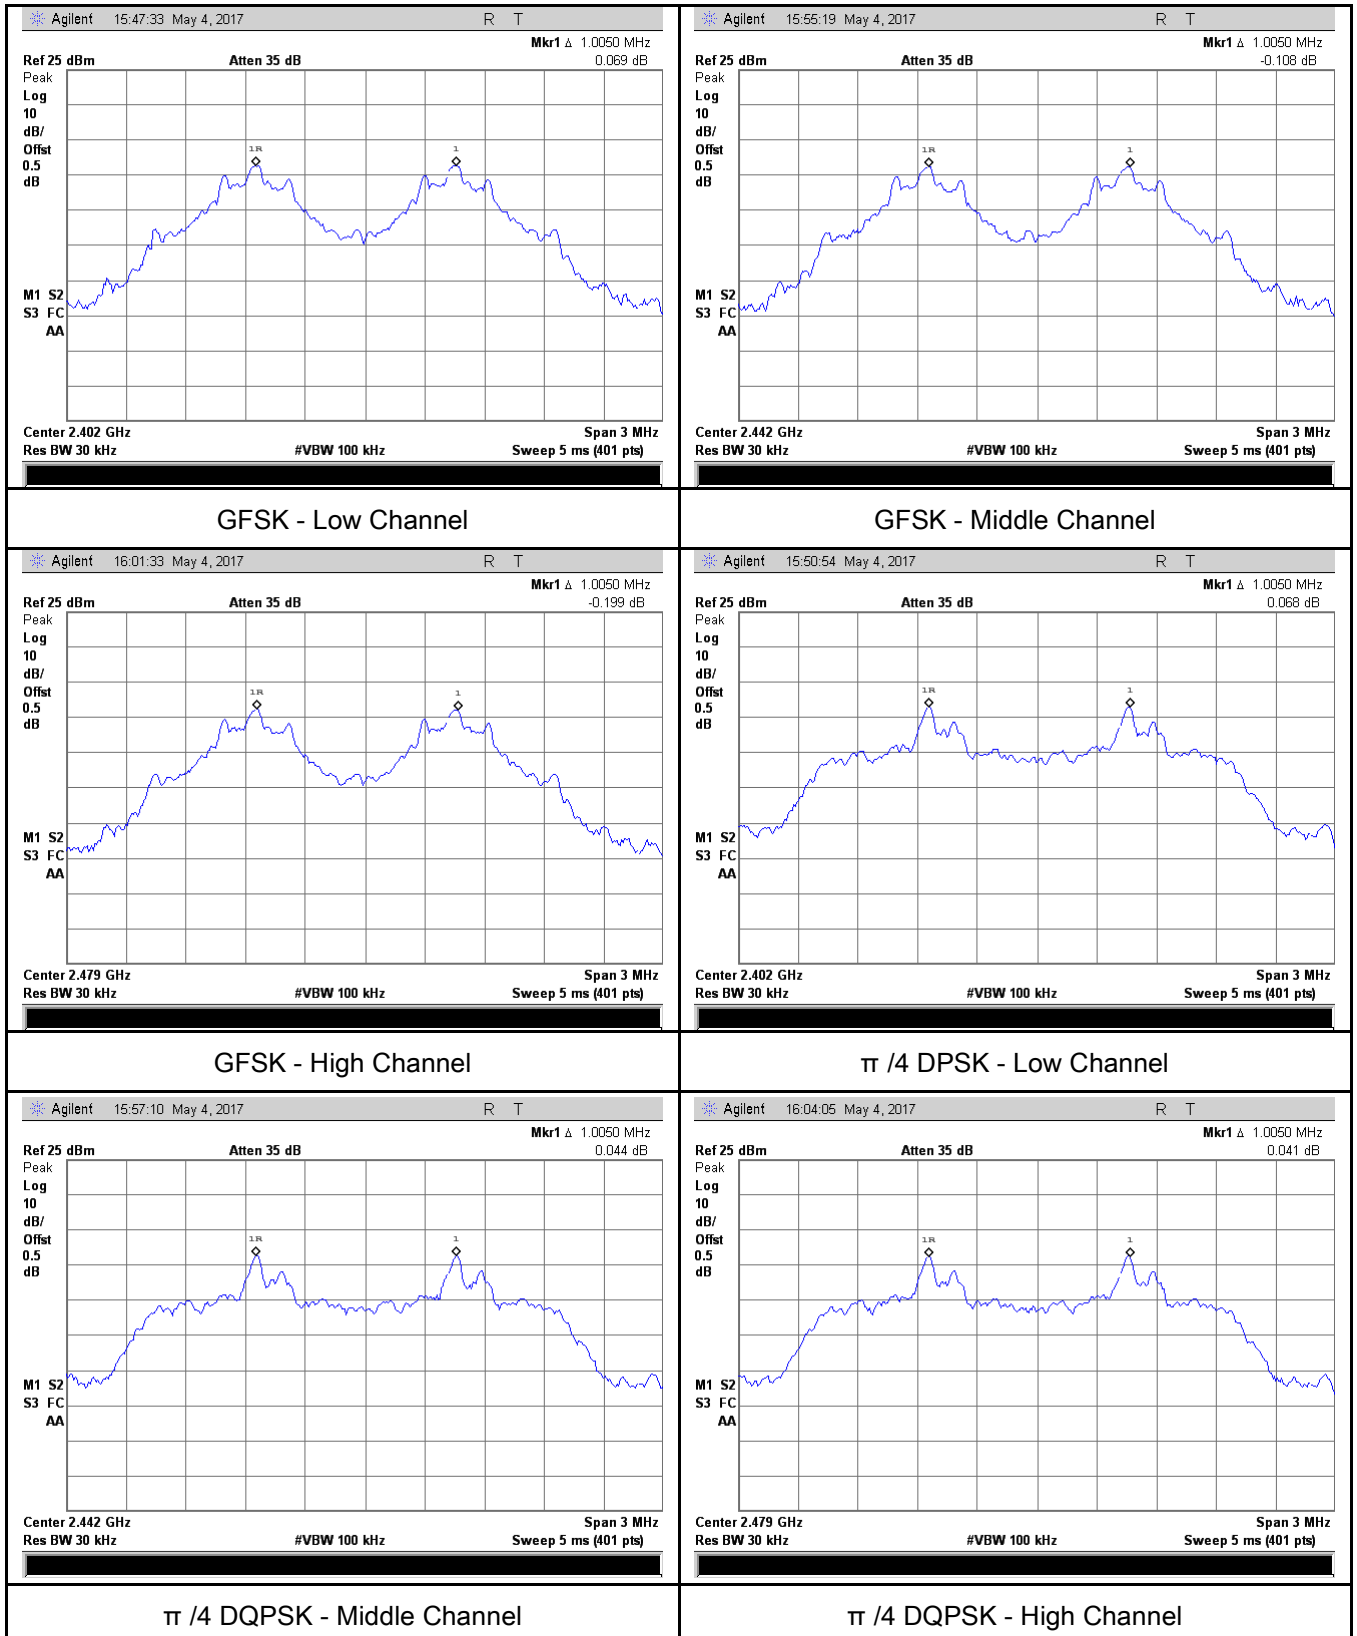 Agilent 15:47:33 May 4, 2017 R T
Mkr1 Δ 1.0050 MHz
Ref 25 dBm Atten 35 dB 0.069 dB
Peak
Log
10
dB/
Offst
0.5
dB
1R 1
M1 S2
S3 FC
AA
Center 2.402 GHz Span 3 MHz
Res BW 30 kHz #VBW 100 kHz Sweep 5 ms (401 pts)
GFSK - Low Channel
Agilent 15:55:19 May 4, 2017 R T
Mkr1 Δ 1.0050 MHz
Ref 25 dBm Atten 35 dB -0.108 dB
Peak
Log
10
dB/
Offst
0.5
dB
1R 1
M1 S2
S3 FC
AA
Center 2.442 GHz Span 3 MHz
Res BW 30 kHz #VBW 100 kHz Sweep 5 ms (401 pts)
GFSK - Middle Channel
Agilent 16:01:33 May 4, 2017 R T
Mkr1 Δ 1.0050 MHz
Ref 25 dBm Atten 35 dB -0.199 dB
Peak
Log
10
dB/
Offst
0.5
dB
1R 1
M1 S2
S3 FC
AA
Center 2.479 GHz Span 3 MHz
Res BW 30 kHz #VBW 100 kHz Sweep 5 ms (401 pts)
GFSK - High Channel
Agilent 15:50:54 May 4, 2017 R T
Mkr1 Δ 1.0050 MHz
Ref 25 dBm Atten 35 dB 0.068 dB
Peak
Log
10
dB/
Offst
0.5
dB
1R 1
M1 S2
S3 FC
AA
Center 2.402 GHz Span 3 MHz
Res BW 30 kHz #VBW 100 kHz Sweep 5 ms (401 pts)
π /4 DPSK - Low Channel
Agilent 15:57:10 May 4, 2017 R T
Mkr1 Δ 1.0050 MHz
Ref 25 dBm Atten 35 dB 0.044 dB
Peak
Log
10
dB/
Offst
0.5
dB
1R 1
M1 S2
S3 FC
AA
Center 2.442 GHz Span 3 MHz
Res BW 30 kHz #VBW 100 kHz Sweep 5 ms (401 pts)
π /4 DQPSK - Middle Channel
Agilent 16:04:05 May 4, 2017 R T
Mkr1 Δ 1.0050 MHz
Ref 25 dBm Atten 35 dB 0.041 dB
Peak
Log
10
dB/
Offst
0.5
dB
1R 1
M1 S2
S3 FC
AA
Center 2.479 GHz Span 3 MHz
Res BW 30 kHz #VBW 100 kHz Sweep 5 ms (401 pts)
π /4 DQPSK - High Channel